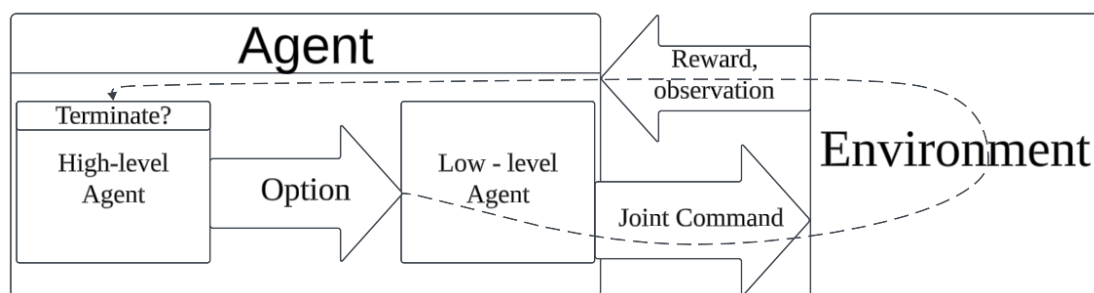 Agent
Reward,
observation
Terminate?
High-level
Agent
Option
Low - level
Agent
Joint Command
Environment